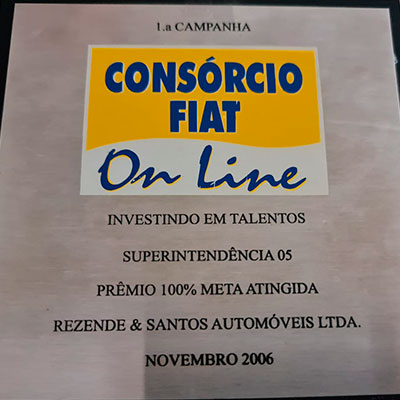 1.a CAMPANHA
CONSÓRCIO
FIAT
On Line
INVESTINDO EM TALENTOS
SUPERINTENDÊNCIA 05
PRÊMIO 100% META ATINGIDA
REZENDE & SANTOS AUTOMÓVEIS LTDA.
NOVEMBRO 2006